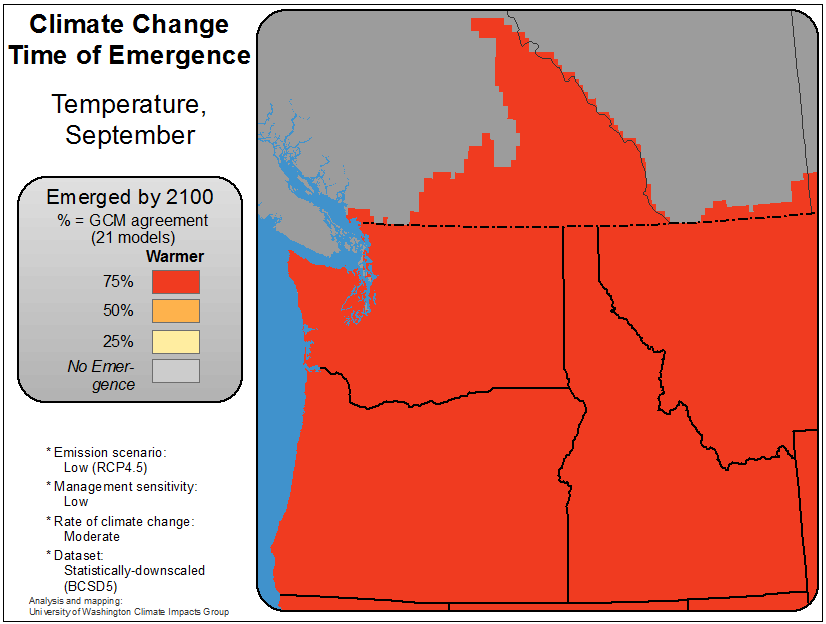 Climate Change
Time of Emergence
Temperature,
September
Emerged by 2100
% = GCM agreement
(21 models)
Warmer
75%
50%
25%
No Emer-
gence
* Emission scenario:
Low (RCP4.5)
* Management sensitivity:
Low
* Rate of climate change:
Moderate
* Dataset:
Statistically-downscaled
(BCSD5)
Analysis and mapping:
University of Washington Climate Impacts Group